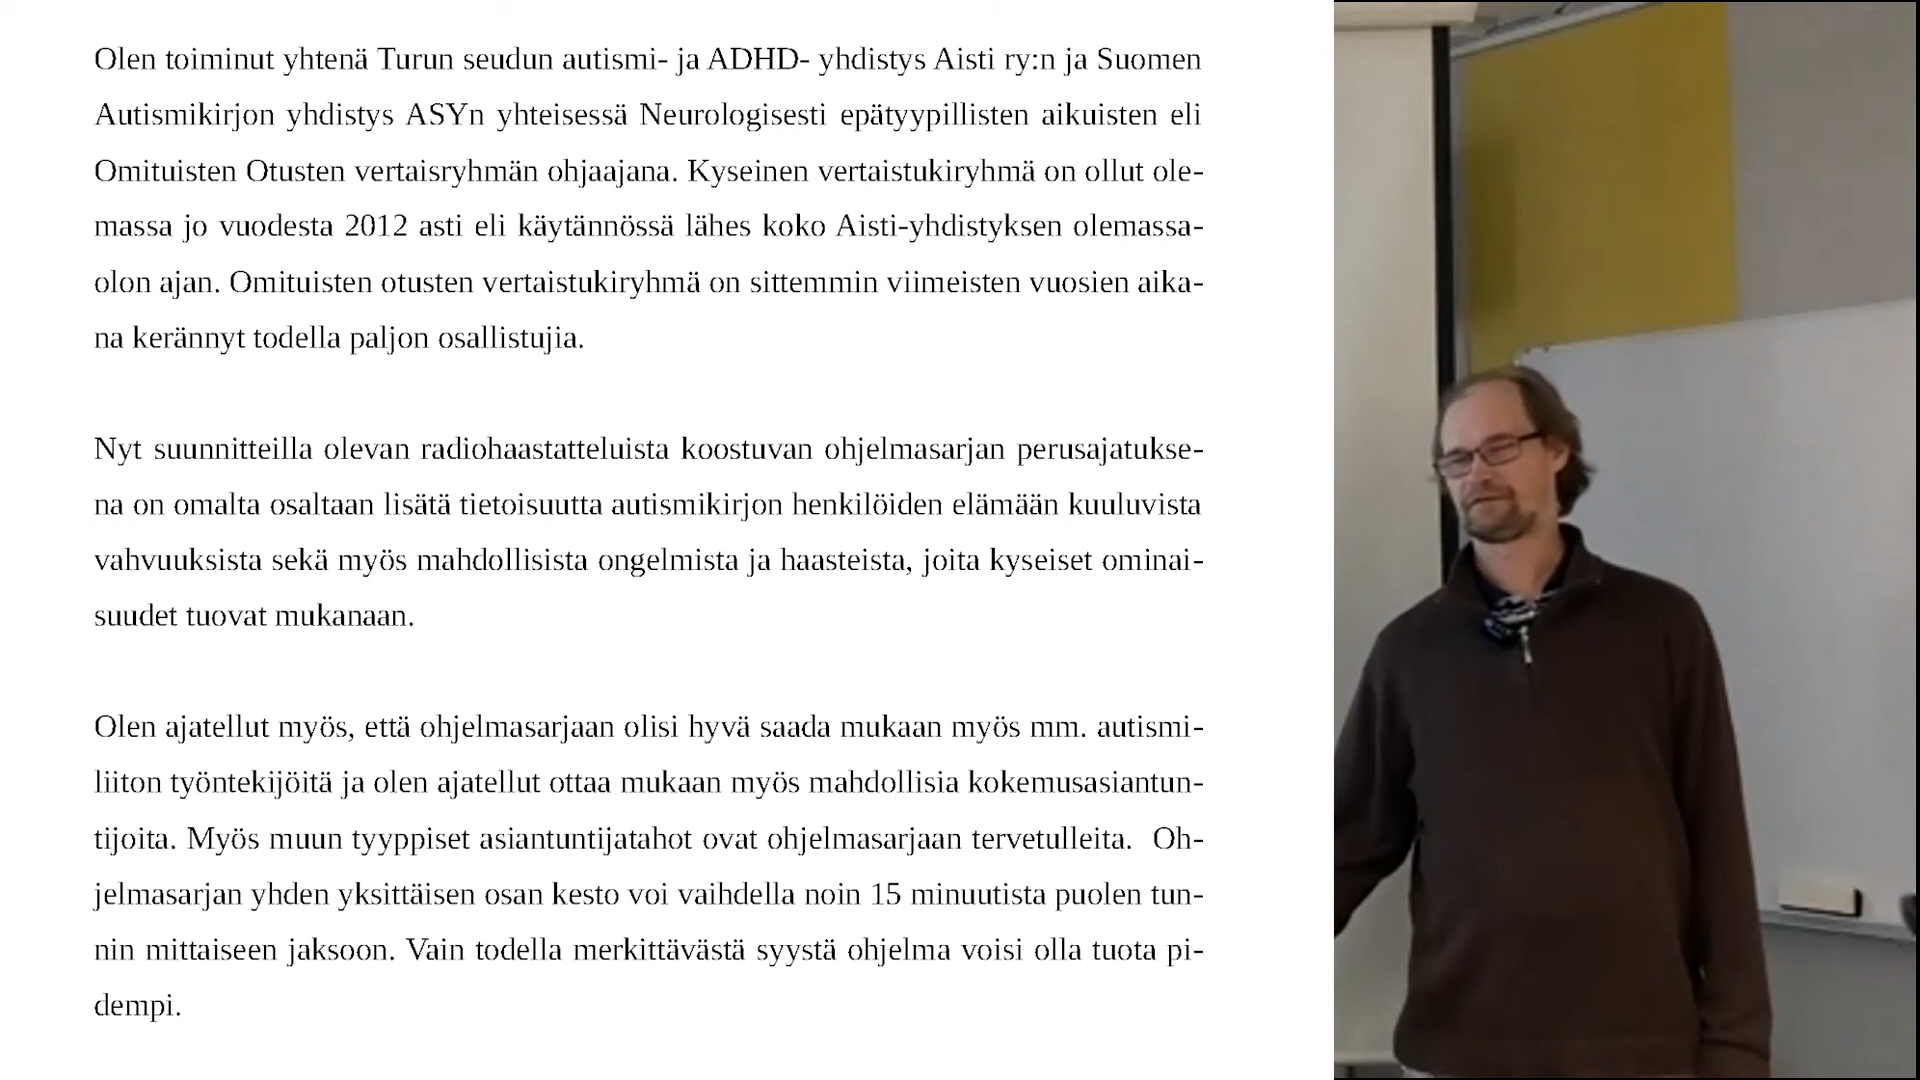 Olen toiminut yhtenä Turun seudun autismi- ja ADHD- yhdistys Aisti ry:n ja Suomen
Autismikirjon yhdistys ASYn yhteisessä Neurologisesti epätyypillisten aikuisten eli
Omituisten Otusten vertaisryhmän ohjaajana. Kyseinen vertaistukiryhmä on ollut ole-
massa jo vuodesta 2012 asti eli käytännössä lähes koko Aisti-yhdistyksen olemassa-
olon ajan. Omituisten otusten vertaistukiryhmä on sittemmin viimeisten vuosien aika-
na kerännyt todella paljon osallistujia.
Nyt suunnitteilla olevan radiohaastatteluista koostuvan ohjelmasarjan perusajatukse-
na on omalta osaltaan lisätä tietoisuutta autismikirjon henkilöiden elämään kuuluvista
vahvuuksista sekä myös mahdollisista ongelmista ja haasteista, joita kyseiset ominai-
suudet tuovat mukanaan.
Olen ajatellut myös, että ohjelmasarjaan olisi hyvä saada mukaan myös mm. autismi-
liiton työntekijöitä ja olen ajatellut ottaa mukaan myös mahdollisia kokemusasiantun-
tijoita. Myös muun tyyppiset asiantuntijatahot ovat ohjelmasarjaan tervetulleita.  Oh-
jelmasarjan yhden yksittäisen osan kesto voi vaihdella noin 15 minuutista puolen tun-
nin mittaiseen jaksoon. Vain todella merkittävästä syystä ohjelma voisi olla tuota pi-
dempi.